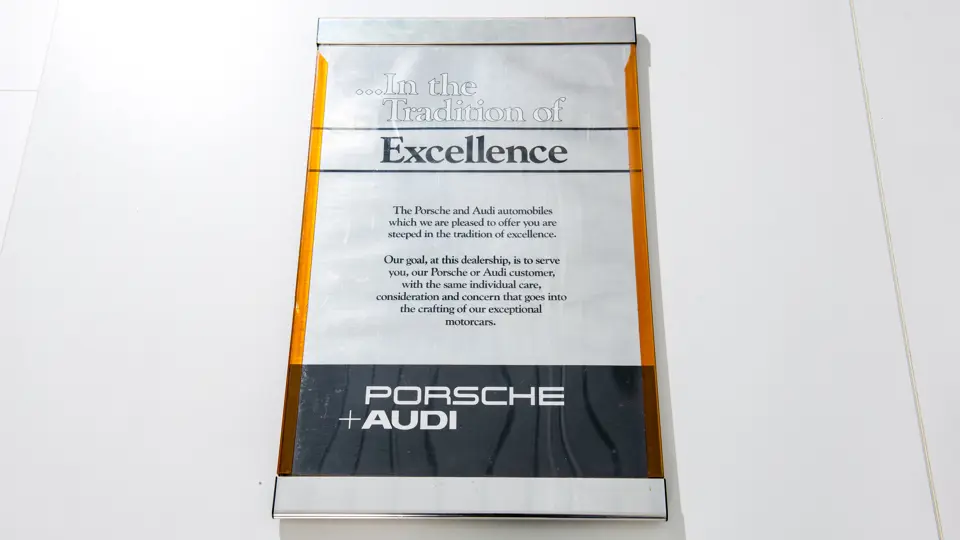 ...In the
Tradition of
Excellence
The Porsche and Audi automobiles
which we are pleased to offer you are
steeped in the tradition of excellence.
Our goal, at this dealership, is to serve
you, our Porsche or Audi customer,
with the same individual care,
consideration and concern that goes into
the crafting of our exceptional
motorcars.
PORSCHE
+AUDI